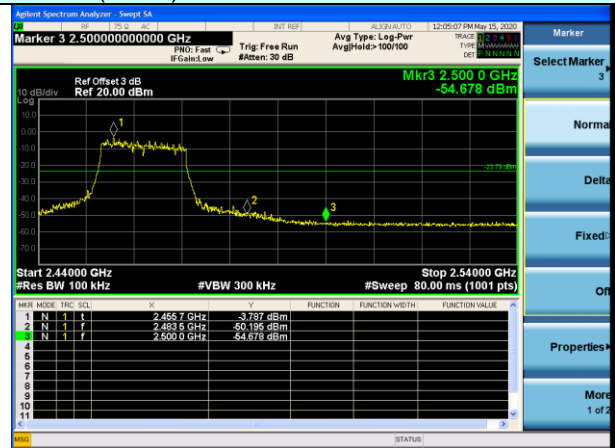 Agilent Spectrum Analyzer - Swept SA
RF 75 Ω AC INT REF ALIGN AUTO 12:05:07 PM May 15, 2020
Marker 3 2.500000000000 GHz
PNO: Fast Trig: Free Run
IFGain:Low #Atten: 30 dB
Avg Type: Log-Pwr
Avg|Hold:> 100/100
TRACE 1 2 3 4 5 6
TYPE
DET P N N N N N
Marker
Select Marker
3
Normal
Delta
Fixed
Off
Properties
More
1 of 2
Ref Offset 3 dB
10 dB/div Ref 20.00 dBm
Log
Mkr3 2.500 0 GHz
-54.678 dBm
10.0
0.00
-10.0
-20.0
-30.0
-40.0
-50.0
-60.0
-70.0
1
2
3
-23.79 dBm
Start 2.44000 GHz Stop 2.54000 GHz
#Res BW 100 kHz #VBW 300 kHz #Sweep 80.00 ms (1001 pts)
MKR MODE TRC SCL X Y FUNCTION FUNCTION WIDTH FUNCTION VALUE
1 N 1 f 2.455 7 GHz -3.787 dBm
2 N 1 f 2.483 5 GHz -50.195 dBm
3 N 1 f 2.500 0 GHz -54.678 dBm
4
5
6
7
8
9
10
11
MSG STATUS